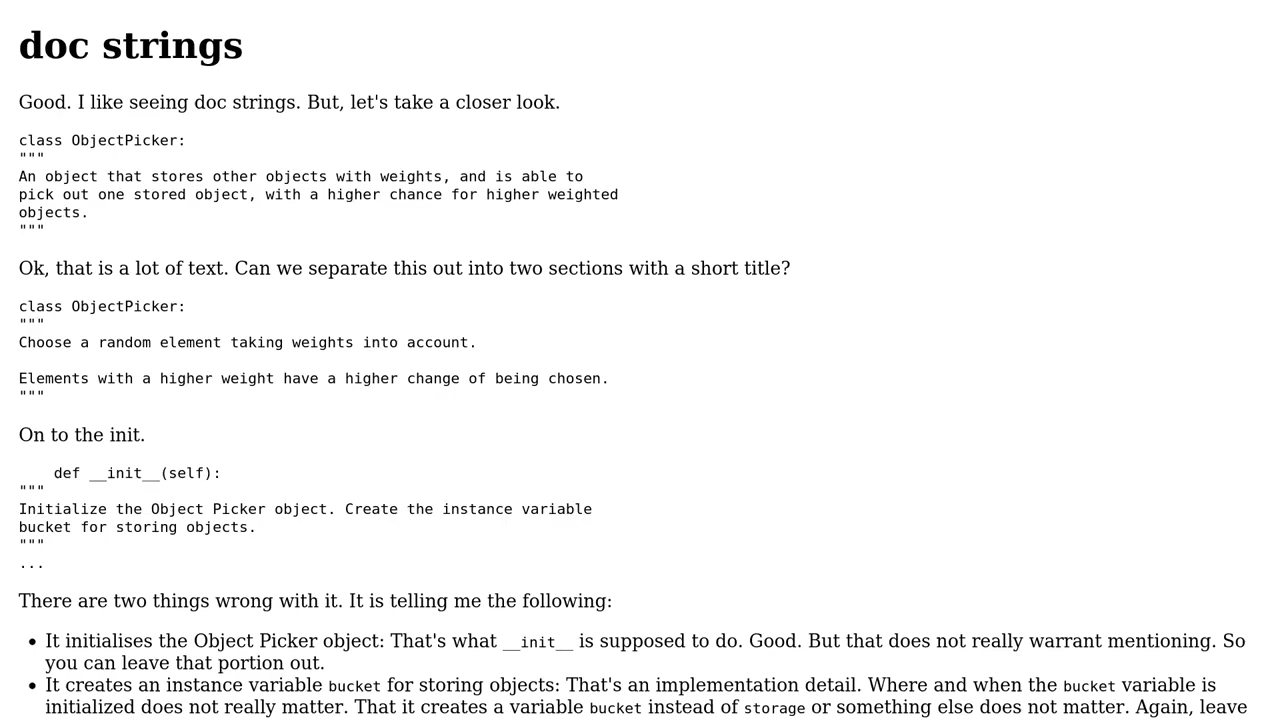 doc strings
Good. I like seeing doc strings. But, let's take a closer look.
class ObjectPicker:
"""
An object that stores other objects with weights, and is able to
pick out one stored object, with a higher chance for higher weighted
objects.
"""
Ok, that is a lot of text. Can we separate this out into two sections with a short title?
class ObjectPicker:
"""
Choose a random element taking weights into account.
Elements with a higher weight have a higher change of being chosen.
"""
On to the init.
def __init__(self):
"""
Initialize the Object Picker object. Create the instance variable
bucket for storing objects.
"""
...
There are two things wrong with it. It is telling me the following:
• It initialises the Object Picker object: That's what __init__ is supposed to do. Good. But that does not really warrant mentioning. So
you can leave that portion out.
• It creates an instance variable bucket for storing objects: That's an implementation detail. Where and when the bucket variable is
initialized does not really matter. That it creates a variable bucket instead of storage or something else does not matter. Again, leave